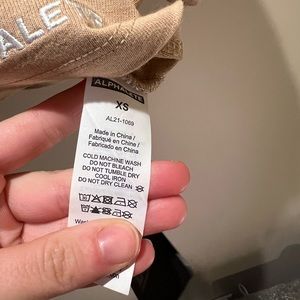 ALPHALETE
XS
AL21-1069
Made in China /
Fabriqué en Chine /
Fabricado en China
COLD MACHINE WASH
DO NOT BLEACH
DO NOT TUMBLE DRY
COOL IRON
DO NOT DRY CLEAN